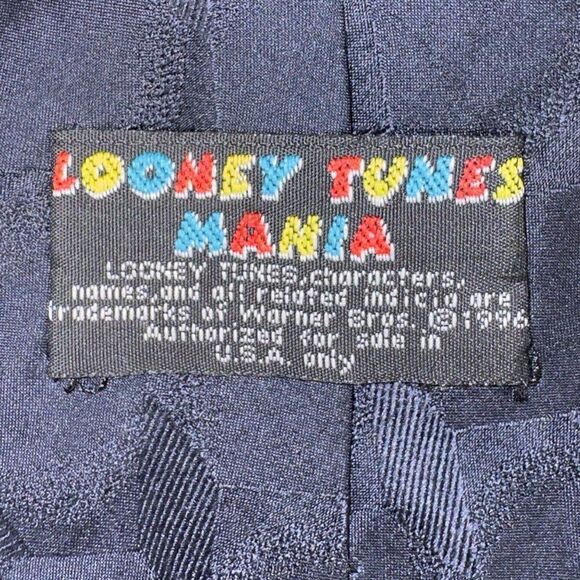 LOONEY TUNES
MANIA
LOONEY TUNES, characters,
names, and all related indicia are
trademarks of Warner Bros. ©1996
Authorized for sale in
U.S.A. only